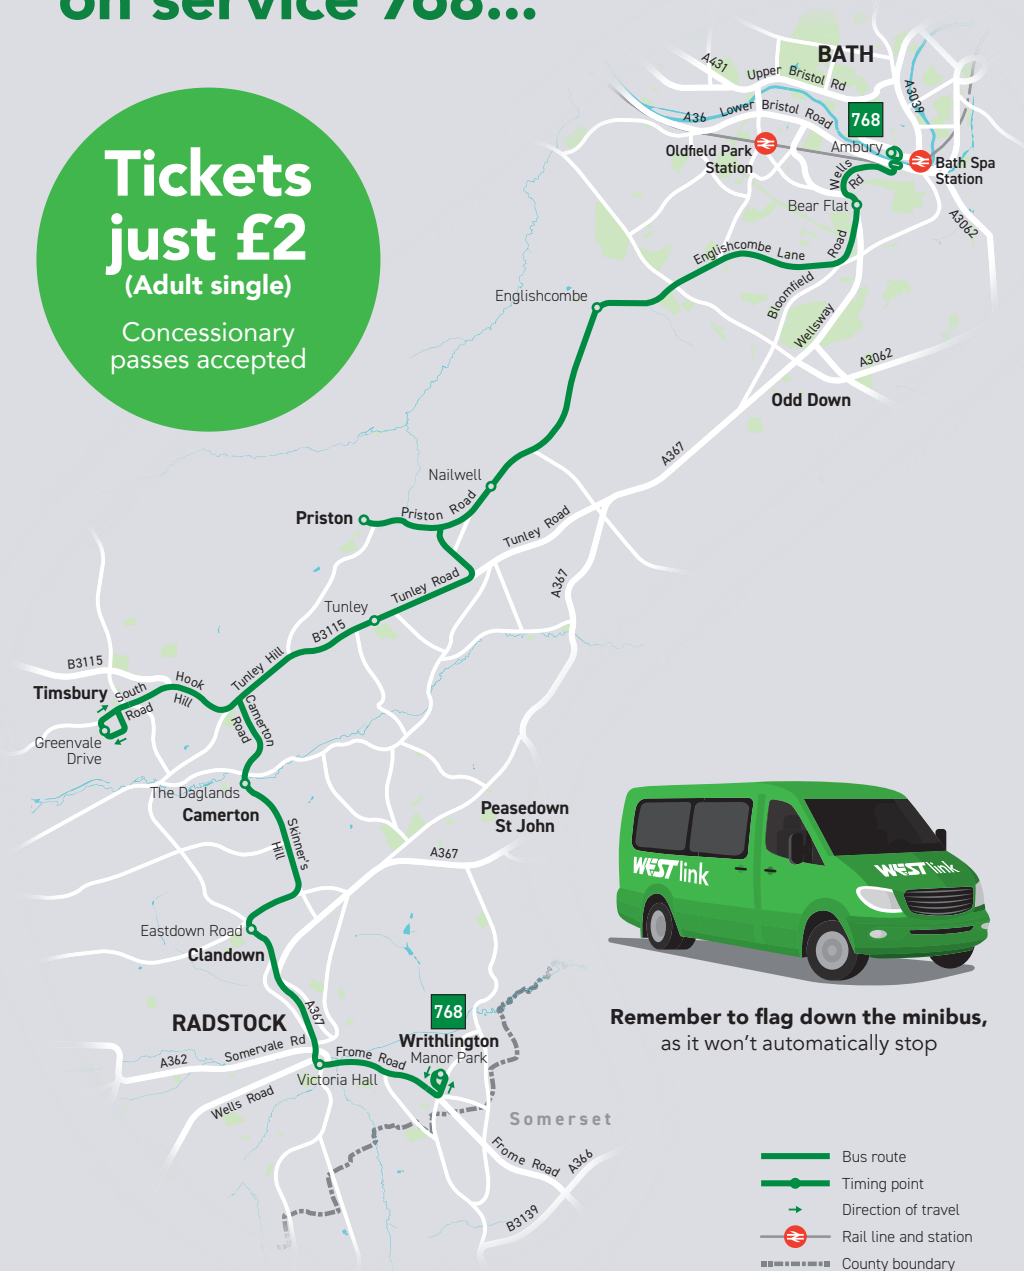 on service 768...
Tickets
just £2
(Adult single)
Concessionary
passes accepted
BATH
A431
Upper Bristol Rd
A3039
A36
Lower Bristol Road
768
Ambury
Oldfield Park
Station
Bath Spa
Station
Wells
Rd
Bear Flat
A3062
Road
Englishcombe Lane
Bloomfield
Englishcombe
Wellsway
A3062
Odd Down
A367
Nailwell
Priston Road
Priston
Tunley Road
Tunley Road
A367
Tunley
B3115
B3115
Tunley Hill
Hook
Hill
Timsbury
South
Road
Camerton
Road
Greenvale
Drive
The Daglands
Camerton
Skinner's
Hill
Peasedown
St John
A367
WEST link
WEST link
Eastdown Road
Clandown
A367
768
RADSTOCK
Writhlington
Manor Park
A362
Somervale Rd
Frome Road
Victoria Hall
Wells Road
Remember to flag down the minibus,
as it won't automatically stop
Somerset
Frome Road
A366
B3139
Bus route
Timing point
Direction of travel
Rail line and station
County boundary